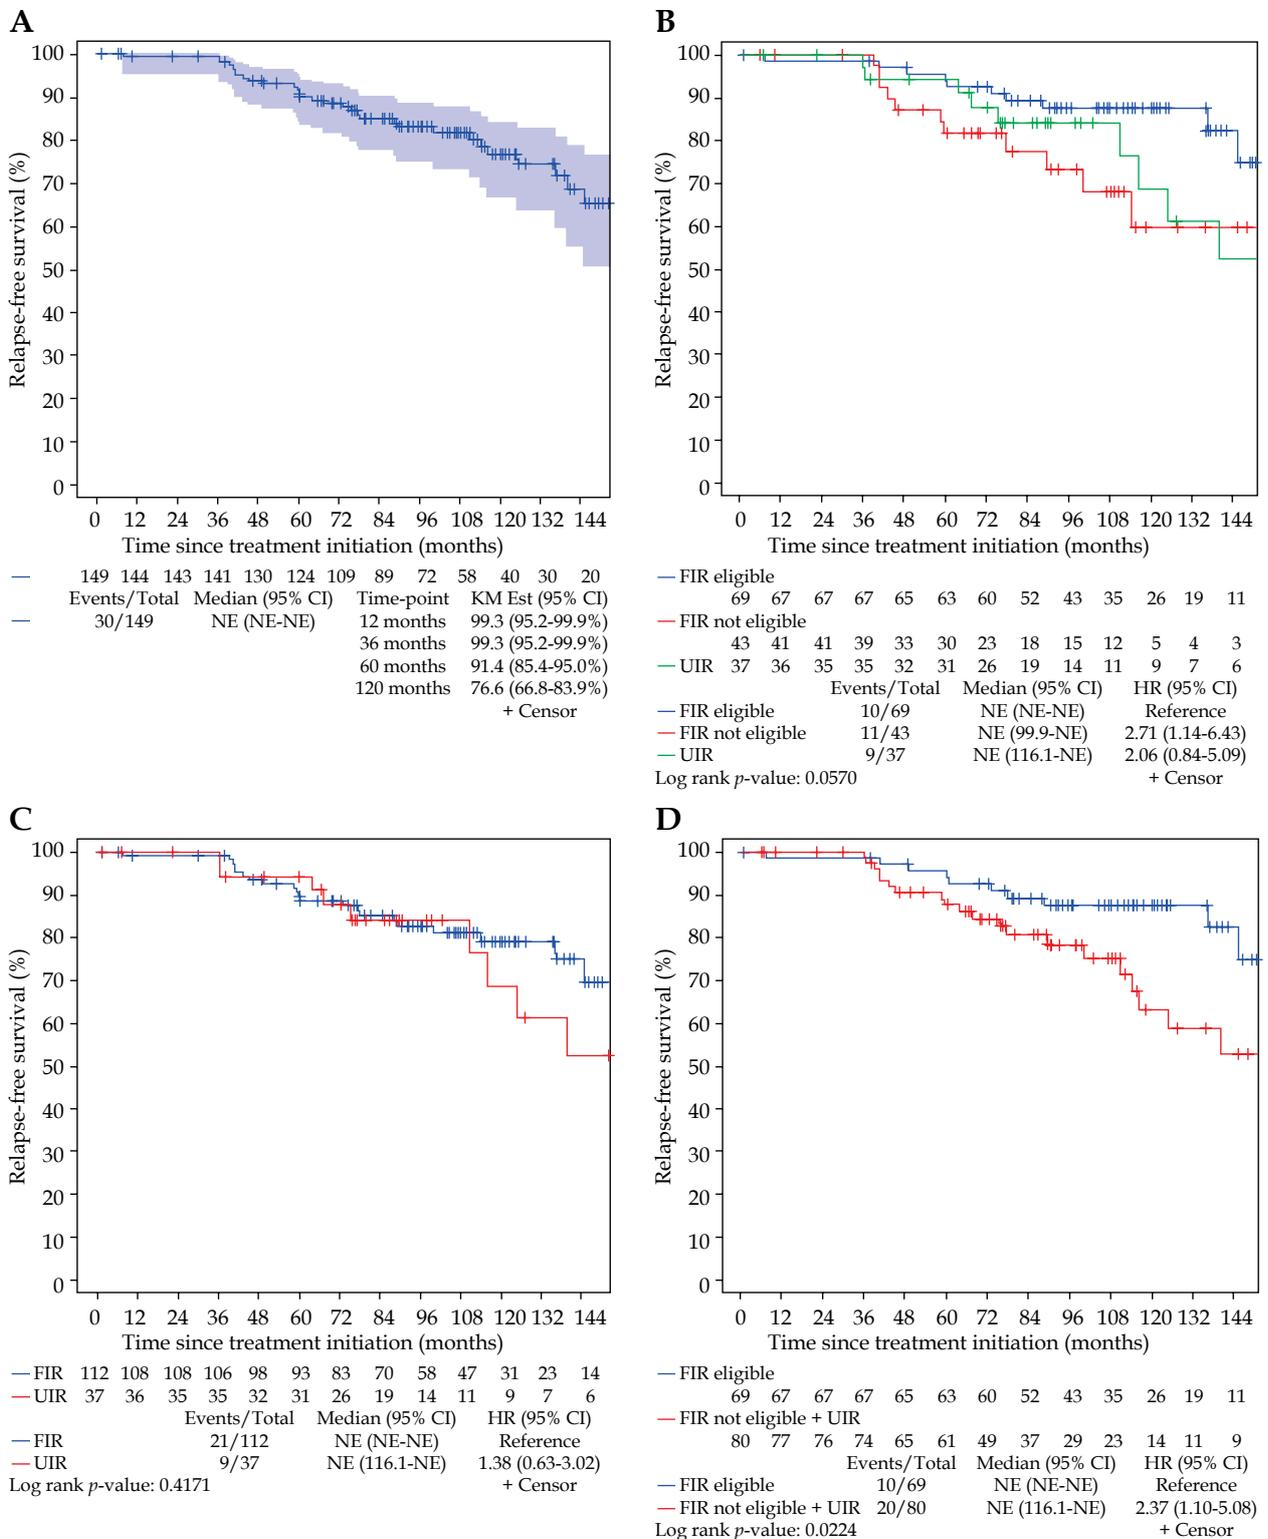 A
Relapse-free survival (%)
100
90
80
70
60
50
40
30
20
10
0
0 12 24 36 48 60 72 84 96 108 120 132 144
Time since treatment initiation (months)
149 144 143 141 130 124 109 89 72 58 40 30 20
Events/Total Median (95% CI) Time-point KM Est (95% CI)
30/149 NE (NE-NE) 12 months 99.3 (95.2-99.9%)
36 months 99.3 (95.2-99.9%)
60 months 91.4 (85.4-95.0%)
120 months 76.6 (66.8-83.9%)
+ Censor
B
Relapse-free survival (%)
100
90
80
70
60
50
40
30
20
10
0
0 12 24 36 48 60 72 84 96 108 120 132 144
Time since treatment initiation (months)
FIR eligible
69 67 67 67 65 63 60 52 43 35 26 19 11
FIR not eligible
43 41 41 39 33 30 23 18 15 12 5 4 3
UIR 37 36 35 35 32 31 26 19 14 11 9 7 6
Events/Total Median (95% CI) HR (95% CI)
FIR eligible 10/69 NE (NE-NE) Reference
FIR not eligible 11/43 NE (99.9-NE) 2.71 (1.14-6.43)
UIR 9/37 NE (116.1-NE) 2.06 (0.84-5.09)
Log rank p-value: 0.0570 + Censor
C
Relapse-free survival (%)
100
90
80
70
60
50
40
30
20
10
0
0 12 24 36 48 60 72 84 96 108 120 132 144
Time since treatment initiation (months)
FIR 112 108 108 106 98 93 83 70 58 47 31 23 14
UIR 37 36 35 35 32 31 26 19 14 11 9 7 6
Events/Total Median (95% CI) HR (95% CI)
FIR 21/112 NE (NE-NE) Reference
UIR 9/37 NE (116.1-NE) 1.38 (0.63-3.02)
Log rank p-value: 0.4171 + Censor
D
Relapse-free survival (%)
100
90
80
70
60
50
40
30
20
10
0
0 12 24 36 48 60 72 84 96 108 120 132 144
Time since treatment initiation (months)
FIR eligible
69 67 67 67 65 63 60 52 43 35 26 19 11
FIR not eligible + UIR
80 77 76 74 65 61 49 37 29 23 14 11 9
Events/Total Median (95% CI) HR (95% CI)
FIR eligible 10/69 NE (NE-NE) Reference
FIR not eligible + UIR 20/80 NE (116.1-NE) 2.37 (1.10-5.08)
Log rank p-value: 0.0224 + Censor